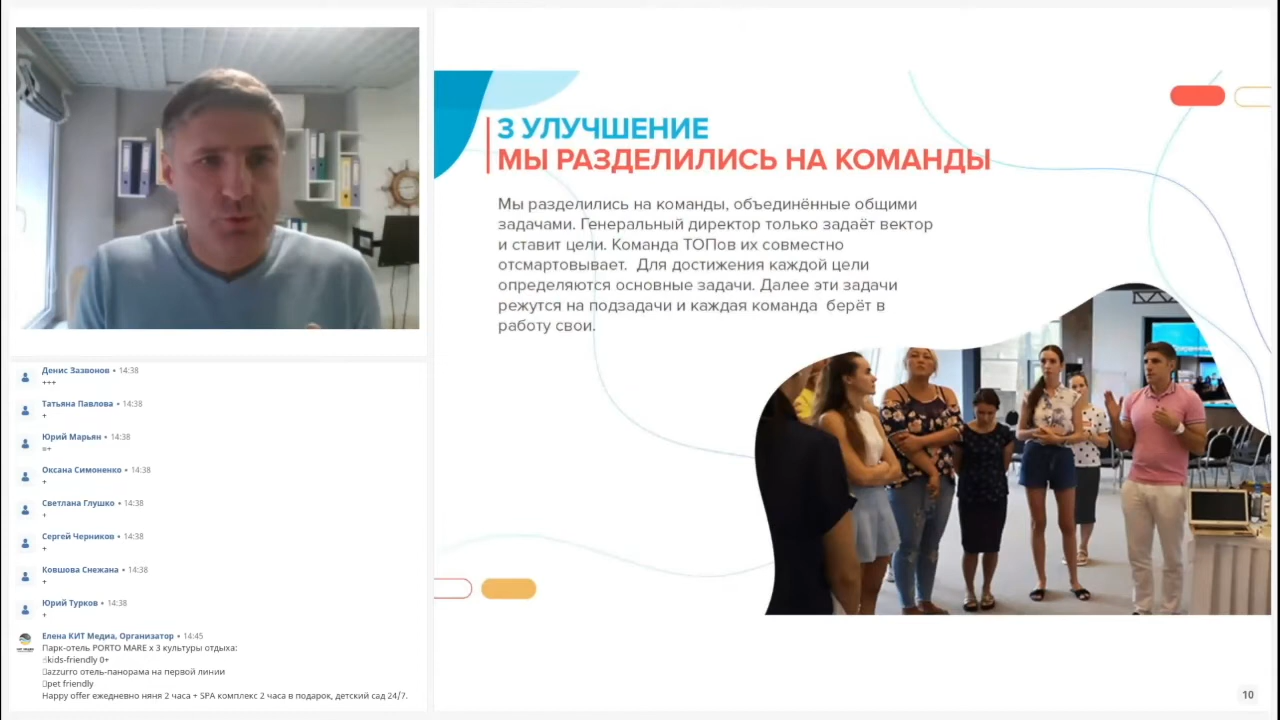 3 УЛУЧШЕНИЕ
МЫ РАЗДЕЛИЛИСЬ НА КОМАНДЫ
Мы разделились на команды, объединённые общими
задачами. Генеральный директор только задаёт вектор
и ставит цели. Команда ТОПов их совместно
отсмартовывает. Для достижения каждой цели
определяются основные задачи. Далее эти задачи
режутся на подзадачи и каждая команда берёт в
работу свои.
10
Денис Зазвонов • 14:38
+++
Татьяна Павлова • 14:38
+
Юрий Марьян • 14:38
=+
Оксана Симоненко • 14:38
+
Светлана Глушко • 14:38
+
Сергей Черников • 14:38
+
Ковшова Снежана • 14:38
+
Юрий Турков • 14:38
+
Елена КИТ Медиа, Организатор • 14:45
Парк-отель PORTO MARE x 3 культуры отдыха:
kids-friendly 0+
azzurro отель-панорама на первой линии
pet friendly
Happy offer ежедневно няня 2 часа + SPA комплекс 2 часа в подарок, детский сад 24/7.